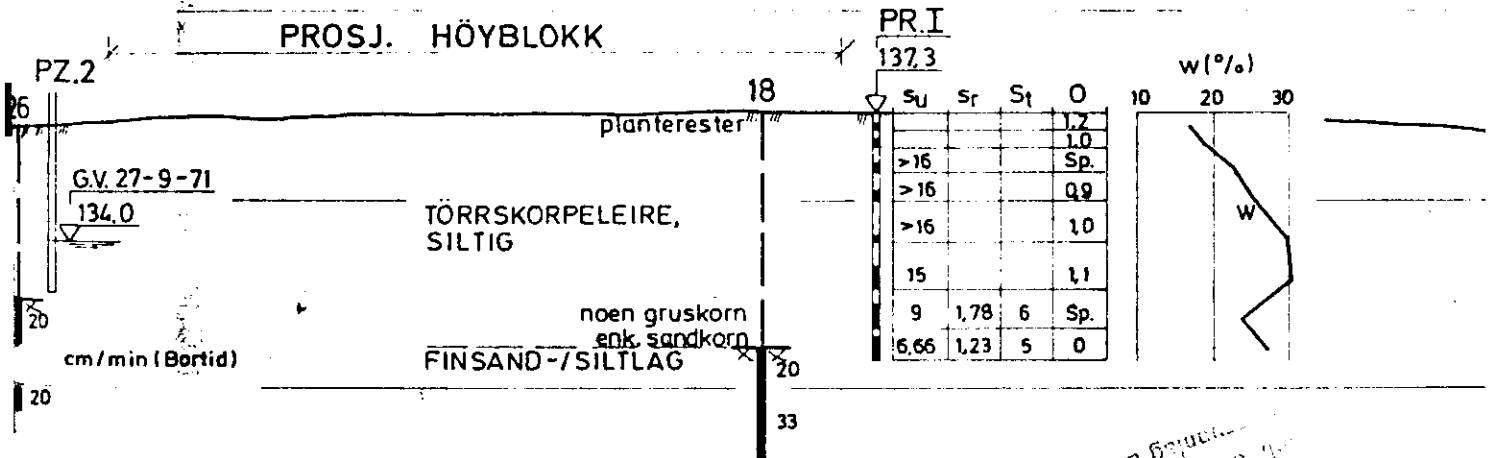 PROSJ. HÖYBLOKK
PR.I
137,3
PZ.2
26
18
planterester
G.V. 27-9-71
134,0
TÖRRSKORPELEIRE,
SILTIG
noen gruskorn
enk. sandkorn
FINSAND-/SILTLAG
20
cm/min (Bortid)
20
20
33
su sr St O
1,2
1,0
>16 Sp.
>16 0,9
>16 1,0
15 1,1
9 1,78 6 Sp.
6,66 1,23 5 0
w (%)
10 20 30
W